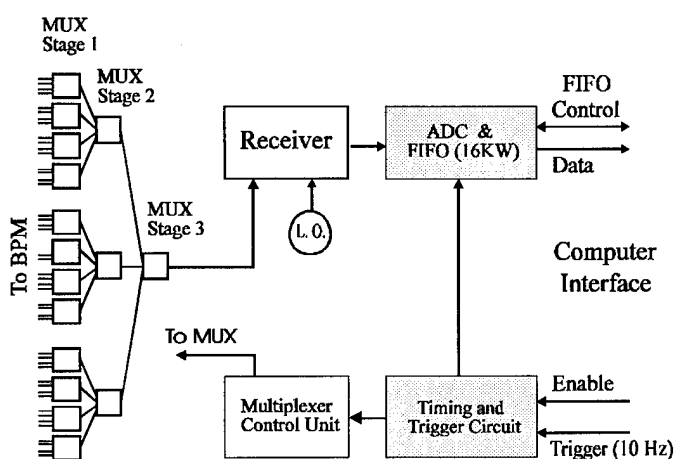 MUX
Stage 1
MUX
Stage 2
MUX
Stage 3
To BPM
Receiver
L. O.
ADC &
FIFO (16KW)
FIFO
Control
Data
Computer
Interface
To MUX
Multiplexer
Control Unit
Timing and
Trigger Circuit
Enable
Trigger (10 Hz)